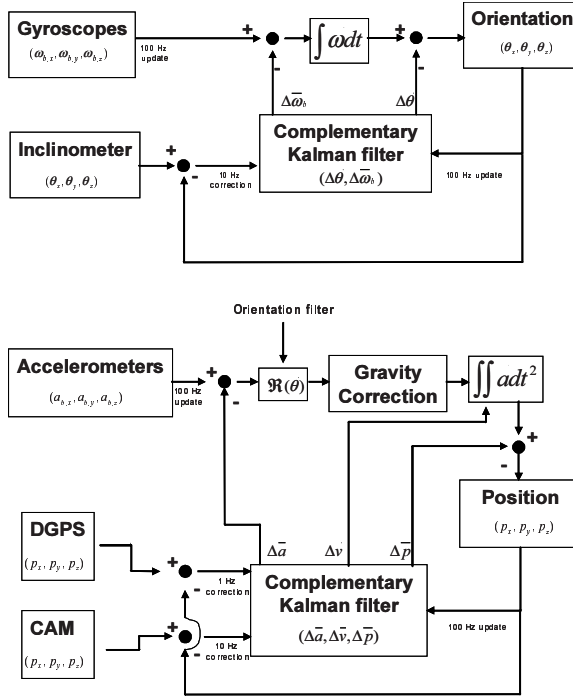 Gyroscopes
(ω_b,x, ω_b,y, ω_b,z)
100 Hz
update
+
-
∫ωdt
+
-
Orientation
(θ_x, θ_y, θ_z)
Δω̅_b
Δθ
Inclinometer
(θ_x, θ_y, θ_z)
+
-
10 Hz
correction
Complementary
Kalman filter
(Δθ, Δω̅_b)
100 Hz update
Orientation filter
Accelerometers
(a_b,x, a_b,y, a_b,z)
100 Hz
update
+
-
ℜ(θ)
Gravity
Correction
∬adt²
+
-
Position
(p_x, p_y, p_z)
Δa̅
Δv
Δp̅
DGPS
(p_x, p_y, p_z)
+
-
1 Hz
correction
Complementary
Kalman filter
(Δa̅, Δv̅, Δp̅)
100 Hz update
CAM
(p_x, p_y, p_z)
+
-
10 Hz
correction